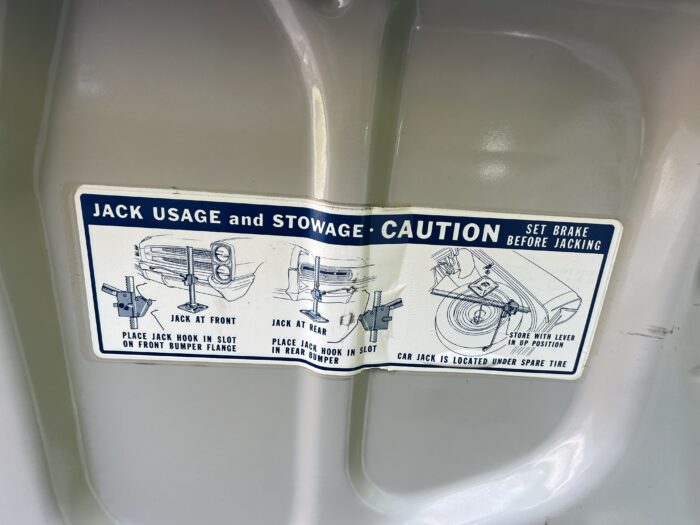 JACK USAGE and STOWAGE · CAUTION SET BRAKE
BEFORE JACKING
JACK AT FRONT
PLACE JACK HOOK IN SLOT
ON FRONT BUMPER FLANGE
JACK AT REAR
PLACE JACK HOOK IN SLOT
IN REAR BUMPER
STORE WITH LEVER
IN UP POSITION
CAR JACK IS LOCATED UNDER SPARE TIRE